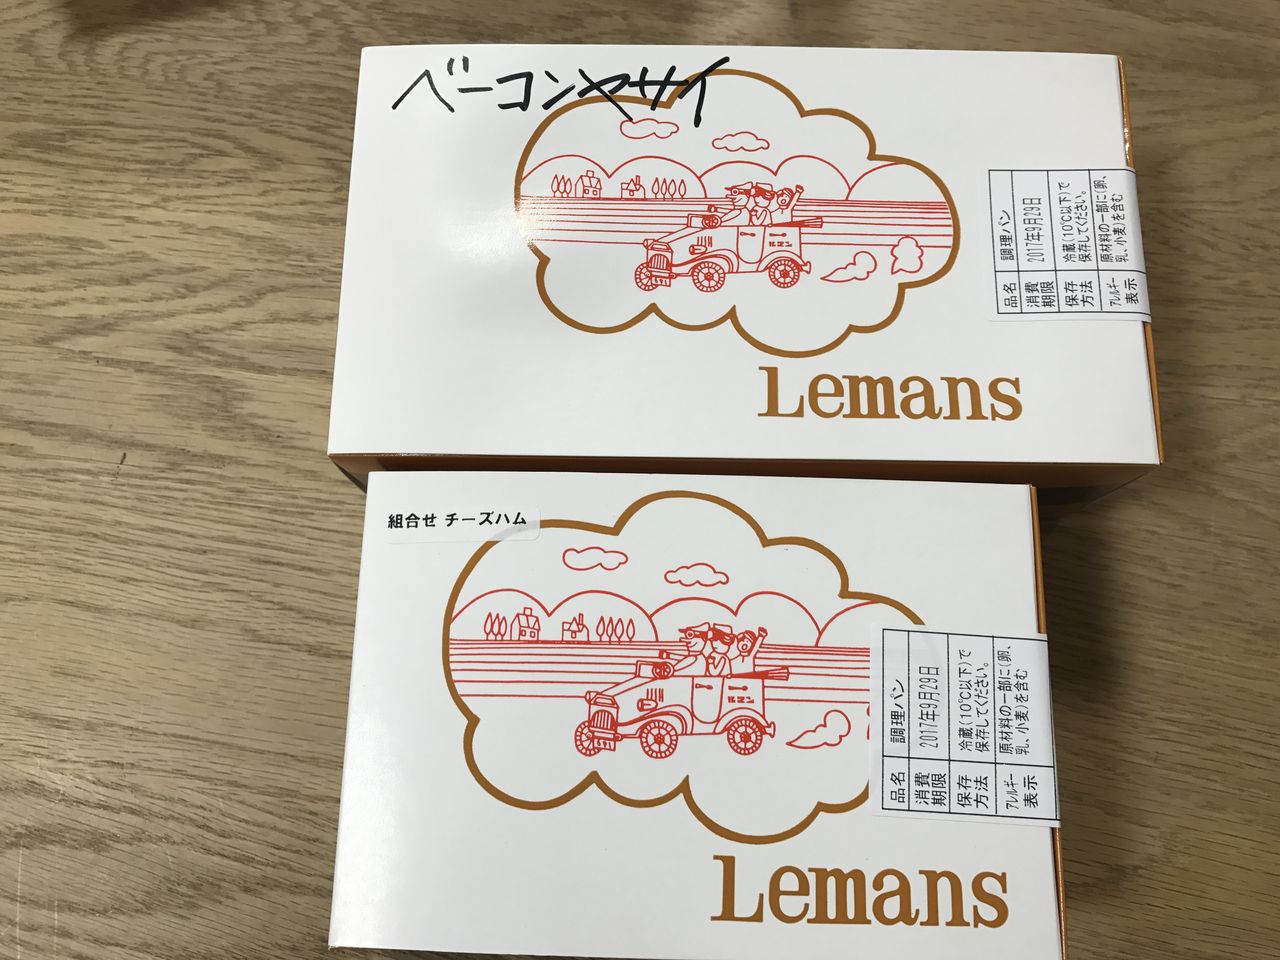 ベーコンヤサイ
品名 調理パン
消費期限 2017年9月29日
保存方法 冷蔵(10℃以下)で
保存してください。
アレルギー表示 原材料の一部に(卵、
乳、小麦)を含む
Lemans
組合せ チーズハム
品名 調理パン
消費期限 2017年9月29日
保存方法 冷蔵(10℃以下)で
保存してください。
アレルギー表示 原材料の一部に(卵、
乳、小麦)を含む
Lemans